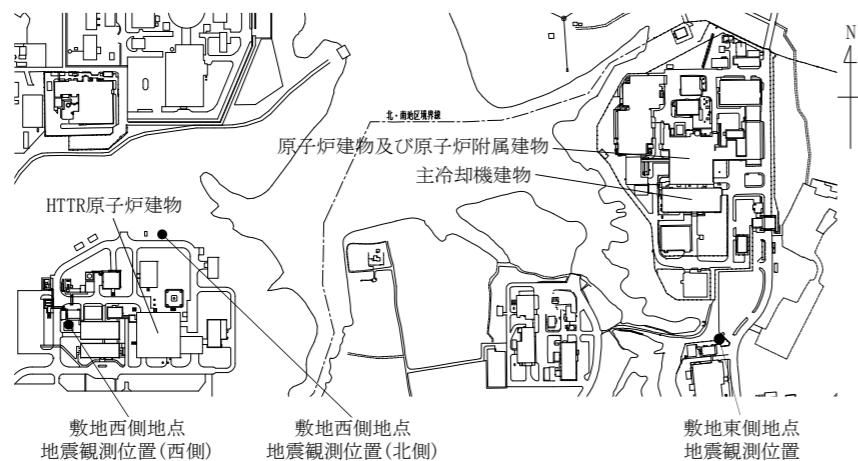 N
北・南地区境界線
原子炉建物及び原子炉附属建物
主冷却機建物
HTTR原子炉建物
敷地西側地点
地震観測位置(西側)
敷地西側地点
地震観測位置(北側)
敷地東側地点
地震観測位置